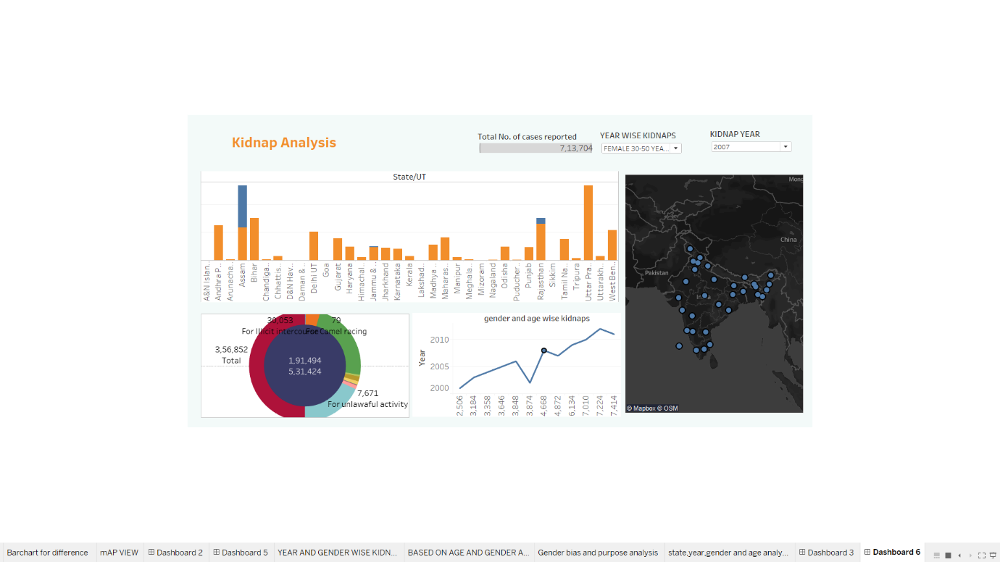 Kidnap Analysis
Total No. of cases reported
7,13,704
YEAR WISE KIDNAPS
FEMALE 30-50 YEA...
KIDNAP YEAR
2007
State/UT
A&N Islan..
Andhra P..
Arunacha..
Assam
Bihar
Chandiga..
Chhattis..
D&N Hav..
Daman & ..
Delhi UT
Goa
Gujarat
Haryana
Himachal..
Jammu & ..
Jharkhand
Karnataka
Kerala
Lakshad..
Madhya ..
Maharas..
Manipur
Meghala..
Mizoram
Nagaland
Odisha
Puducher..
Punjab
Rajasthan
Sikkim
Tamil Na..
Tripura
Uttar Pra..
Uttarakh..
West Ben..
Mong
China
Pakistan
India
© Mapbox © OSM
30,053
For Illicit intercourse
79
For Camel racing
3,56,852
Total
1,91,494
5,31,424
7,671
For unlawaful activity
gender and age wise kidnaps
Year
2010
2005
2000
2,506
3,184
3,358
3,646
3,848
3,874
4,668
4,872
6,134
7,010
7,224
7,414
Barchart for difference
mAP VIEW
Dashboard 2
Dashboard 5
YEAR AND GENDER WISE KIDN...
BASED ON AGE AND GENDER A...
Gender bias and purpose analysis
state,year,gender and age analy...
Dashboard 3
Dashboard 6